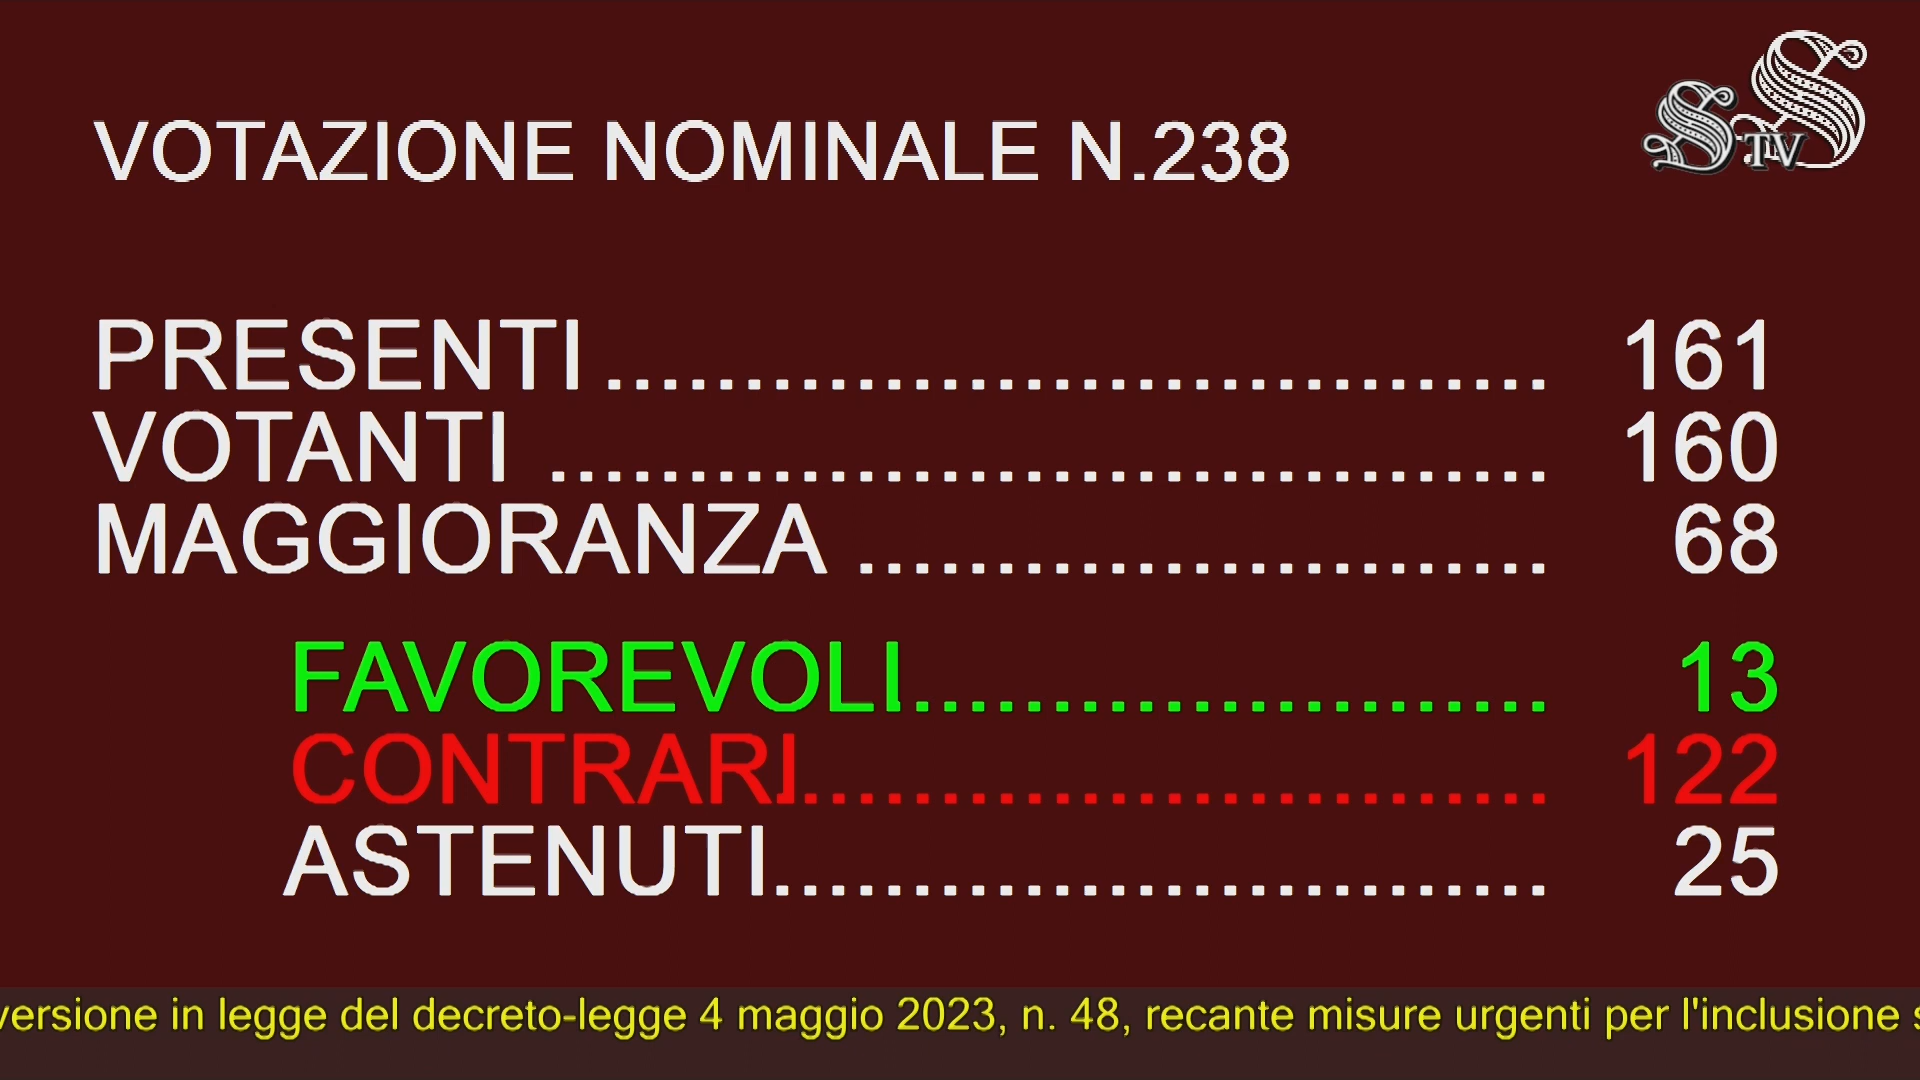 VOTAZIONE NOMINALE N.238
S S TV
PRESENTI .................................. 161
VOTANTI .................................... 160
MAGGIORANZA ......................... 68
FAVOREVOLI....................... 13
CONTRARI........................... 122
ASTENUTI............................ 25
versione in legge del decreto-legge 4 maggio 2023, n. 48, recante misure urgenti per l'inclusione s